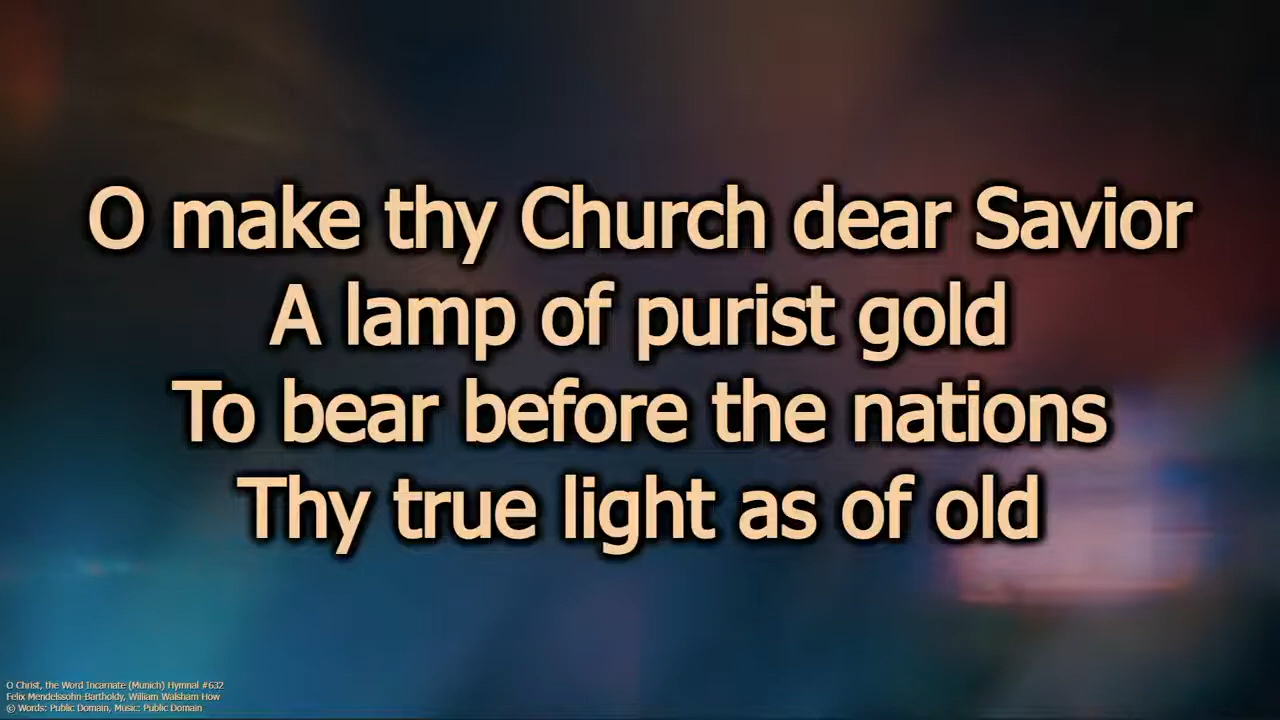 O make thy Church dear Savior
A lamp of purist gold
To bear before the nations
Thy true light as of old
O Christ, the Word Incarnate (Munich) Hymnal #632
Felix Mendelssohn-Bartholdy, William Walsham How
© Words: Public Domain, Music: Public Domain